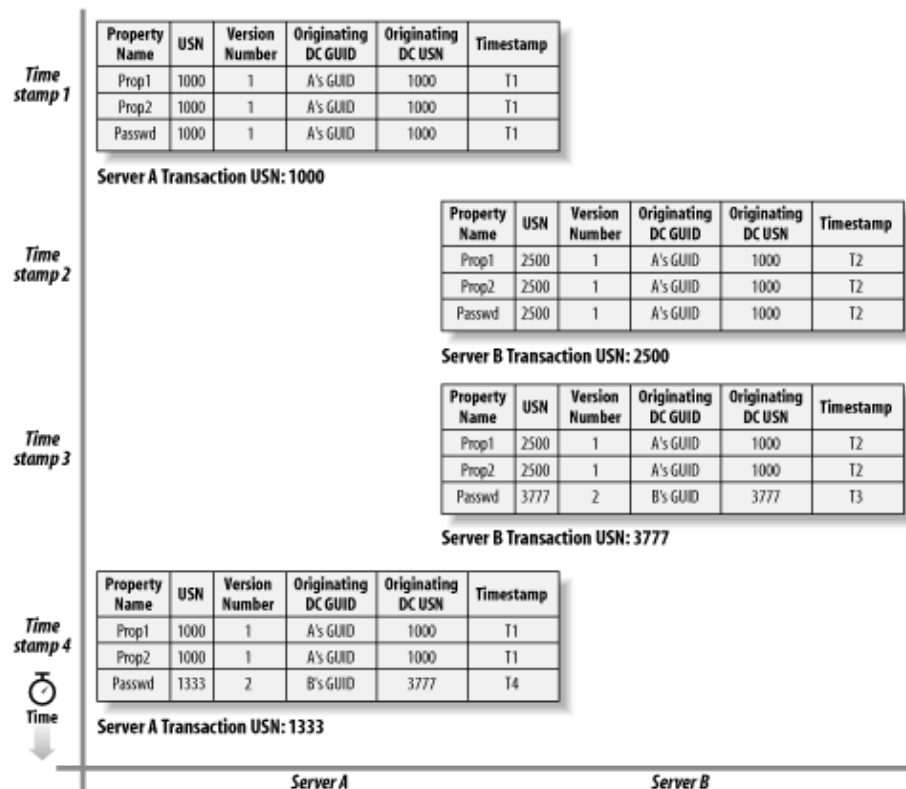 Property Name USN Version Number Originating DC GUID Originating DC USN Timestamp
Time stamp 1
Prop1 1000 1 A's GUID 1000 T1
Prop2 1000 1 A's GUID 1000 T1
Passwd 1000 1 A's GUID 1000 T1
Server A Transaction USN: 1000
Property Name USN Version Number Originating DC GUID Originating DC USN Timestamp
Time stamp 2
Prop1 2500 1 A's GUID 1000 T2
Prop2 2500 1 A's GUID 1000 T2
Passwd 2500 1 A's GUID 1000 T2
Server B Transaction USN: 2500
Property Name USN Version Number Originating DC GUID Originating DC USN Timestamp
Time stamp 3
Prop1 2500 1 A's GUID 1000 T2
Prop2 2500 1 A's GUID 1000 T2
Passwd 3777 2 B's GUID 3777 T3
Server B Transaction USN: 3777
Property Name USN Version Number Originating DC GUID Originating DC USN Timestamp
Time stamp 4
Prop1 1000 1 A's GUID 1000 T1
Prop2 1000 1 A's GUID 1000 T1
Passwd 1333 2 B's GUID 3777 T4
Time
Server A Transaction USN: 1333
Server A Server B